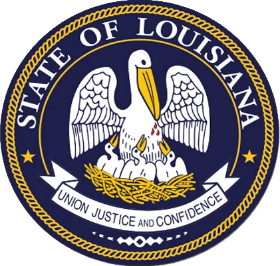 STATE OF LOUISIANA
UNION JUSTICE AND CONFIDENCE